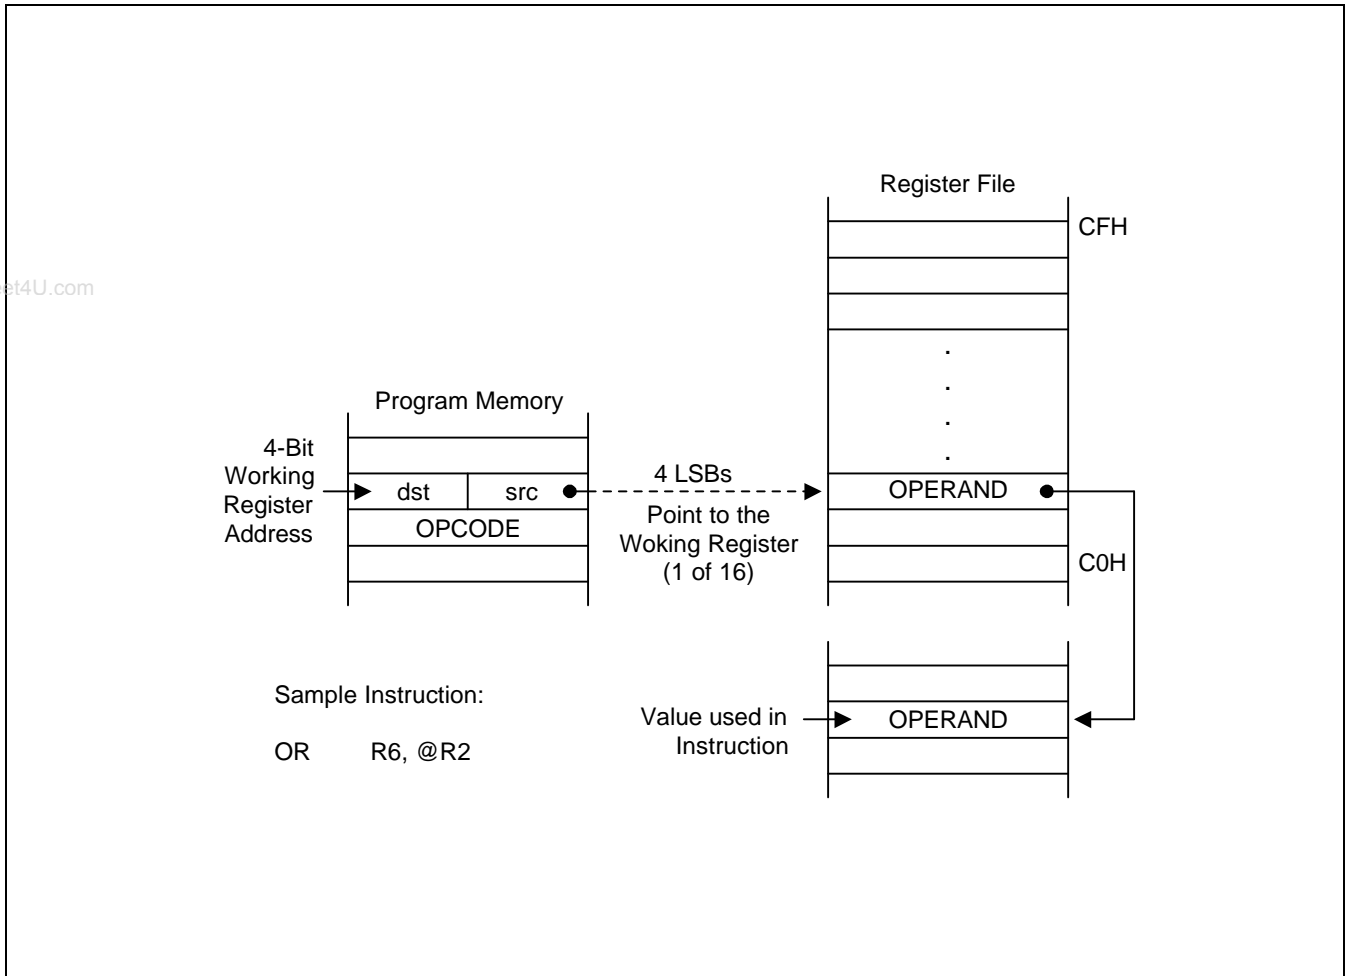 Register File
CFH
et4U.com
.
.
.
.
Program Memory
4-Bit
Working
Register
Address
dst src
OPCODE
4 LSBs
Point to the
Woking Register
(1 of 16)
OPERAND
C0H
Sample Instruction:
OR R6, @R2
Value used in
Instruction
OPERAND